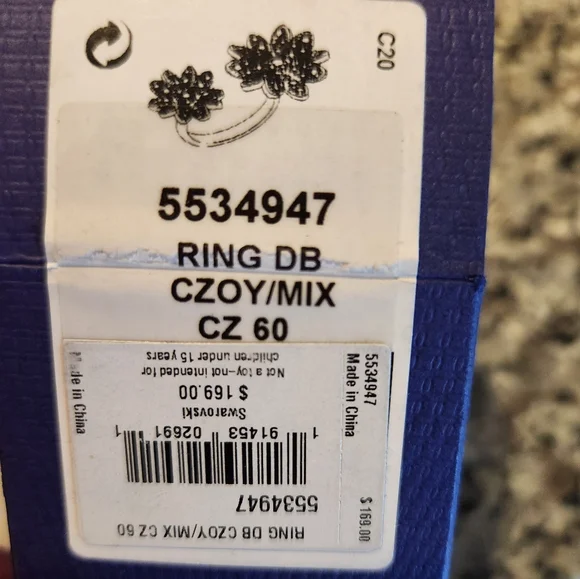 C20
5534947
RING DB
CZOY/MIX
CZ 60
RING DB CZOY/MIX CZ 60
5534947
1 91453 02691 1
Swarovski
$ 169.00
Not a toy-not intended for
children under 15 years
5534947
Made in China
$ 169.00
Made in China